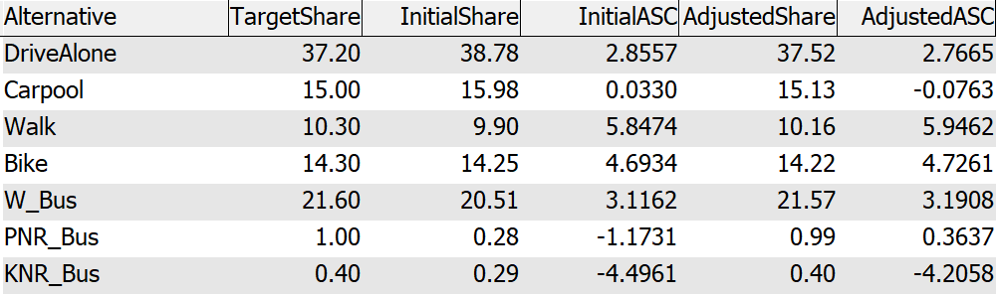 Alternative TargetShare InitialShare InitialASC AdjustedShare AdjustedASC
DriveAlone 37.20 38.78 2.8557 37.52 2.7665
Carpool 15.00 15.98 0.0330 15.13 -0.0763
Walk 10.30 9.90 5.8474 10.16 5.9462
Bike 14.30 14.25 4.6934 14.22 4.7261
W_Bus 21.60 20.51 3.1162 21.57 3.1908
PNR_Bus 1.00 0.28 -1.1731 0.99 0.3637
KNR_Bus 0.40 0.29 -4.4961 0.40 -4.2058